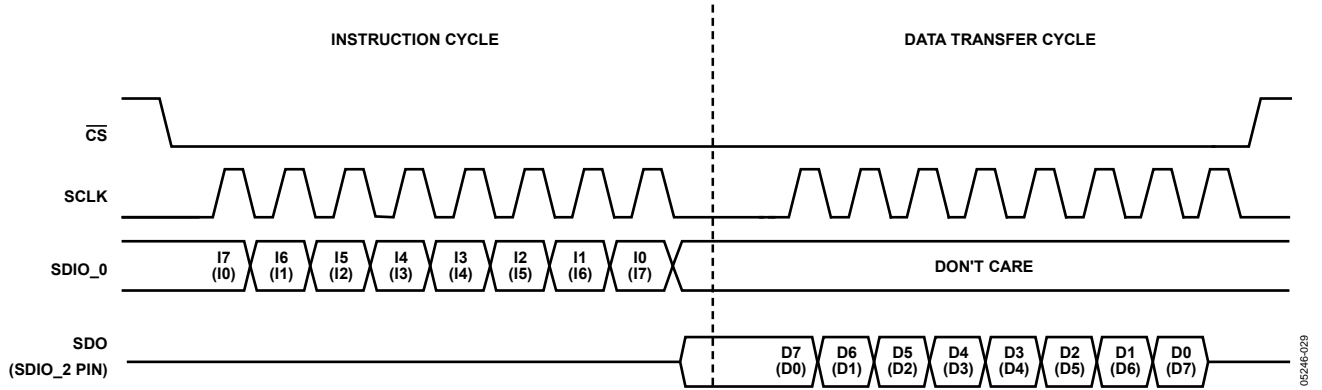 INSTRUCTION CYCLE
DATA TRANSFER CYCLE
CS
SCLK
SDIO_0
I7 I6 I5 I4 I3 I2 I1 I0
(I0) (I1) (I2) (I3) (I4) (I5) (I6) (I7)
DON'T CARE
SDO
(SDIO_2 PIN)
D7 D6 D5 D4 D3 D2 D1 D0
(D0) (D1) (D2) (D3) (D4) (D5) (D6) (D7)
05246-029